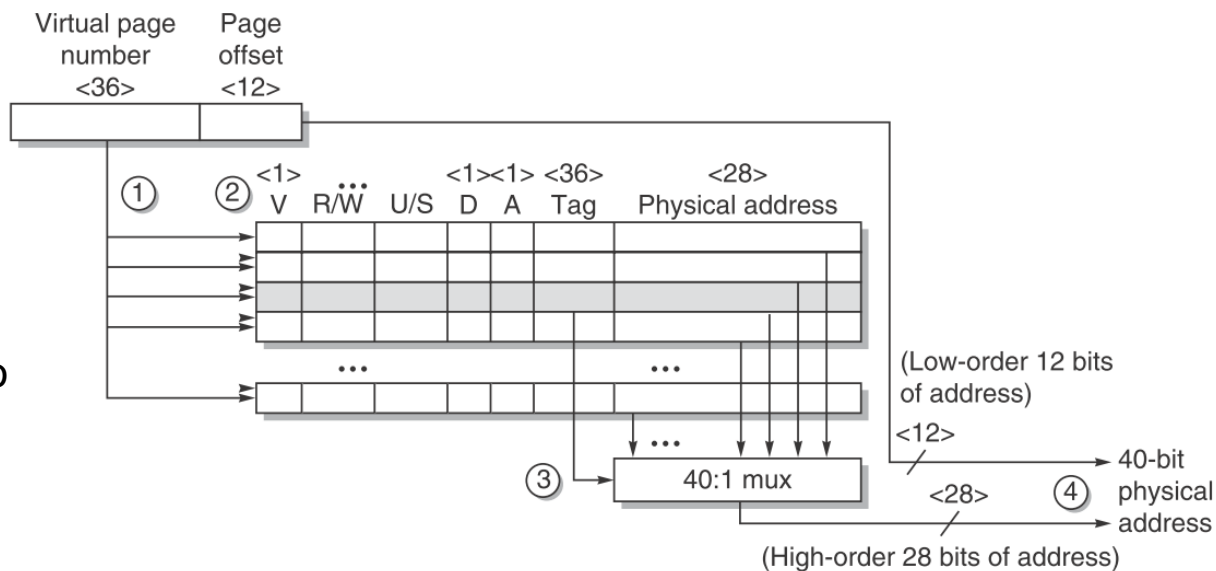 Virtual page
number
<36>
Page
offset
<12>
① ②
<1> <1><1> <36> <28>
V R/W ••• U/S D A Tag Physical address
••• •••
(Low-order 12 bits
of address)
<12>
•••
③ 40:1 mux
40-bit
physical
address
<28> ④
(High-order 28 bits of address)